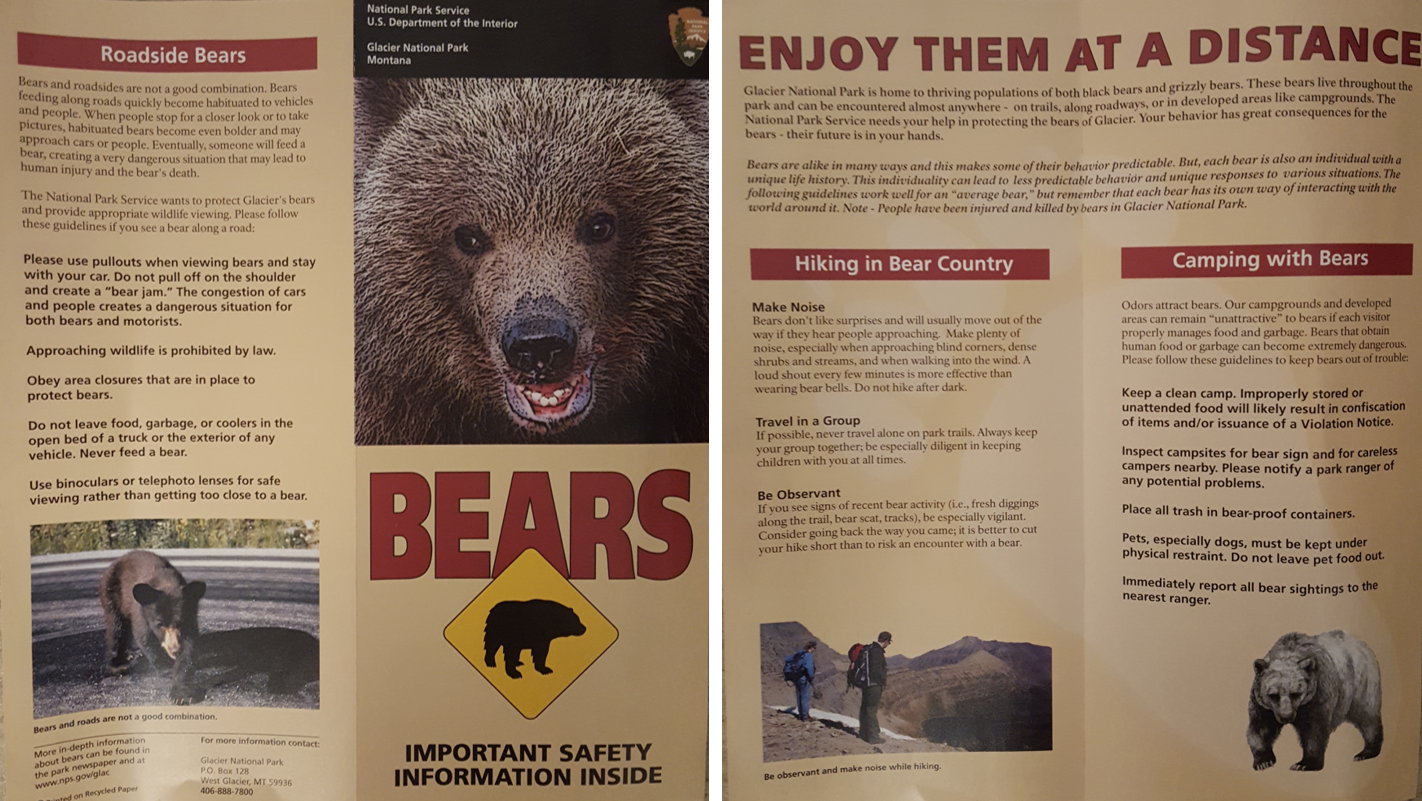 Roadside Bears
Bears and roadsides are not a good combination. Bears
feeding along roads quickly become habituated to vehicles
and people. When people stop for a closer look or to take
pictures, habituated bears become even bolder and may
approach cars or people. Eventually, someone will feed a
bear, creating a very dangerous situation that may lead to
human injury and the bear's death.
The National Park Service wants to protect Glacier's bears
and provide appropriate wildlife viewing. Please follow
these guidelines if you see a bear along a road:
Please use pullouts when viewing bears and stay
with your car. Do not pull off on the shoulder
and create a "bear jam." The congestion of cars
and people creates a dangerous situation for
both bears and motorists.
Approaching wildlife is prohibited by law.
Obey area closures that are in place to
protect bears.
Do not leave food, garbage, or coolers in the
open bed of a truck or the exterior of any
vehicle. Never feed a bear.
Use binoculars or telephoto lenses for safe
viewing rather than getting too close to a bear.
Bears and roads are not a good combination.
More in-depth information
about bears can be found in
the park newspaper and at
www.nps.gov/glac
Printed on Recycled Paper
For more information contact:
Glacier National Park
P.O. Box 128
West Glacier, MT 59936
406-888-7800
National Park Service
U.S. Department of the Interior
Glacier National Park
Montana
BEARS
IMPORTANT SAFETY
INFORMATION INSIDE
ENJOY THEM AT A DISTANCE
Glacier National Park is home to thriving populations of both black bears and grizzly bears. These bears live throughout the
park and can be encountered almost anywhere - on trails, along roadways, or in developed areas like campgrounds. The
National Park Service needs your help in protecting the bears of Glacier. Your behavior has great consequences for the
bears - their future is in your hands.
Bears are alike in many ways and this makes some of their behavior predictable. But, each bear is also an individual with a
unique life history. This individuality can lead to less predictable behavior and unique responses to various situations. The
following guidelines work well for an "average bear," but remember that each bear has its own way of interacting with the
world around it. Note - People have been injured and killed by bears in Glacier National Park.
Hiking in Bear Country
Make Noise
Bears don't like surprises and will usually move out of the
way if they hear people approaching. Make plenty of
noise, especially when approaching blind corners, dense
shrubs and streams, and when walking into the wind. A
loud shout every few minutes is more effective than
wearing bear bells. Do not hike after dark.
Travel in a Group
If possible, never travel alone on park trails. Always keep
your group together; be especially diligent in keeping
children with you at all times.
Be Observant
If you see signs of recent bear activity (i.e., fresh diggings
along the trail, bear scat, tracks), be especially vigilant.
Consider going back the way you came; it is better to cut
your hike short than to risk an encounter with a bear.
Be observant and make noise while hiking.
Camping with Bears
Odors attract bears. Our campgrounds and developed
areas can remain "unattractive" to bears if each visitor
properly manages food and garbage. Bears that obtain
human food or garbage can become extremely dangerous.
Please follow these guidelines to keep bears out of trouble:
Keep a clean camp. Improperly stored or
unattended food will likely result in confiscation
of items and/or issuance of a Violation Notice.
Inspect campsites for bear sign and for careless
campers nearby. Please notify a park ranger of
any potential problems.
Place all trash in bear-proof containers.
Pets, especially dogs, must be kept under
physical restraint. Do not leave pet food out.
Immediately report all bear sightings to the
nearest ranger.